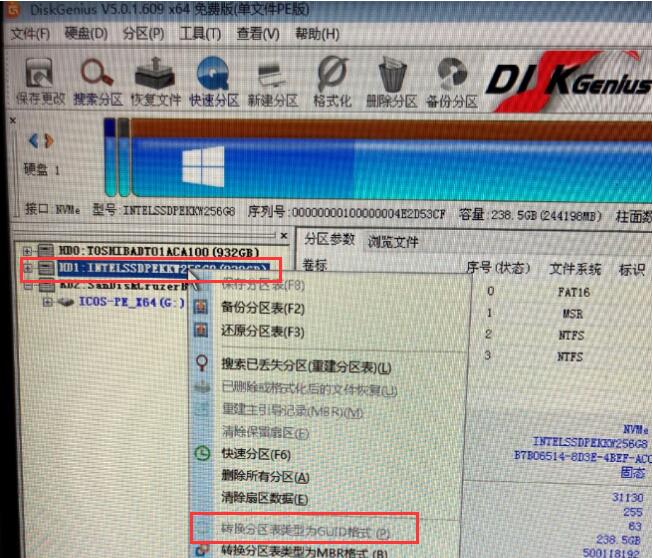 DiskGenius V5.0.1.609 x64 免费版(单文件PE版)
文件(F) 硬盘(D) 分区(P) 工具(T) 查看(V) 帮助(H)
保存更改 搜索分区 恢复文件 快速分区 新建分区 格式化 删除分区 备份分区
DISKGENIUS
硬盘 1
接口:NVMe 型号:INTELSSDPEKKW256G8 序列号:00000000100000004E2D53CF 容量:238.5GB(244198MB) 柱面数
HD0:TOSHIBADT01ACA100(932GB)
分区参数 浏览文件
HD1:INTELSSDPEKKW256G8
卷标 序号(状态) 文件系统 标识
HD2:SanDiskCruzerB
ICOS-PE_X64(G:)
0 FAT16
1 MSR
2 NTFS
3 NTFS
保存分区表(F8)
备份分区表(F2)
还原分区表(F3)
搜索已丢失分区(重建分区表)(L)
已删除或格式化后的文件恢复(U)
重建主引导记录(MBR)(M)
清除保留扇区(E)
快速分区(F6)
删除所有分区(A)
清除扇区数据(E)
转换分区表类型为GUID格式 (P)
转换分区表类型为MBR格式 (R)
NVMe
INTELSSDPEKKW256G8
B7B06514-8D3E-4BEF-AC
固态
31130
255
63
238.5GB
500118192